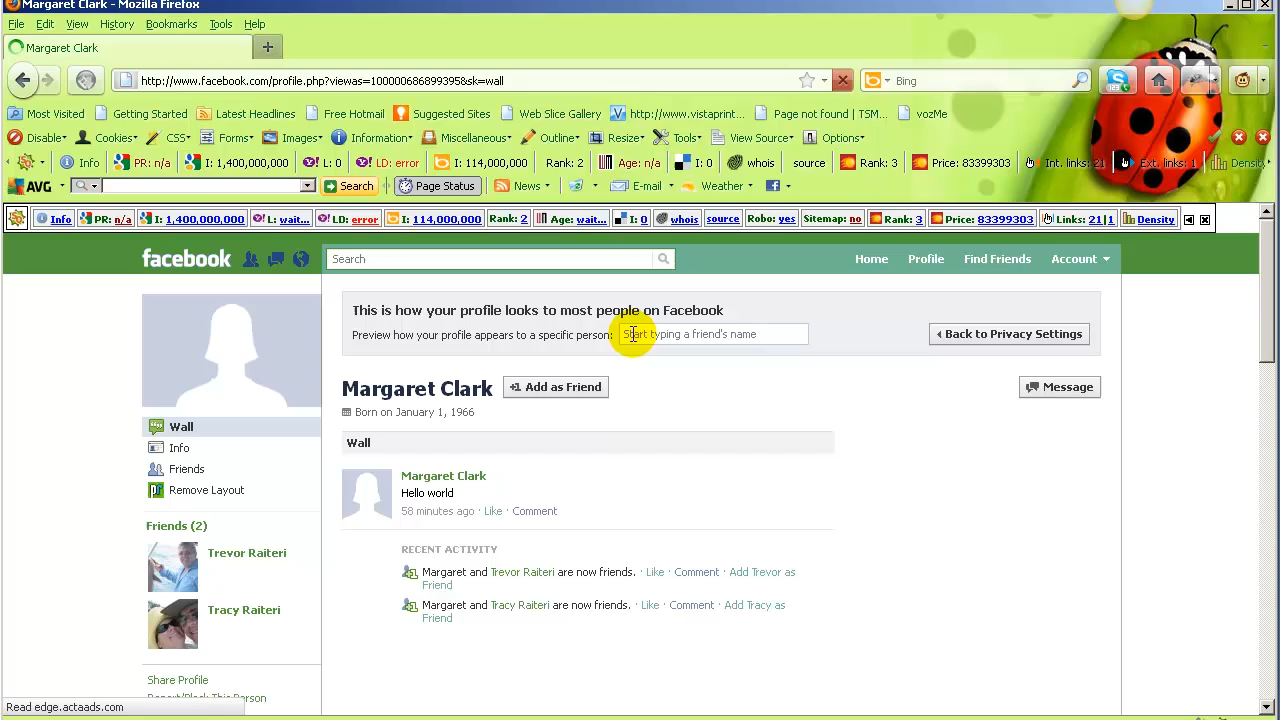 Margaret Clark - Mozilla Firefox
File Edit View History Bookmarks Tools Help
Margaret Clark
http://www.facebook.com/profile.php?viewas=100000686899395&sk=wall Bing
Most Visited Getting Started Latest Headlines Free Hotmail Suggested Sites Web Slice Gallery http://www.vistaprint... Page not found | TSM... vozMe
Disable Cookies CSS Forms Images Information Miscellaneous Outline Resize Tools View Source Options
Info PR: n/a I: 1,400,000,000 L: 0 LD: error I: 114,000,000 Rank: 2 Age: n/a I: 0 whois source Rank: 3 Price: 83399303 Int. links: 21 Ext. links: 1 Density
AVG Search Page Status News E-mail Weather
Info PR: n/a I: 1,400,000,000 L: wait... LD: error I: 114,000,000 Rank: 2 Age: wait... I: 0 whois source Robo: yes Sitemap: no Rank: 3 Price: 83399303 Links: 21|1 Density
facebook Search Home Profile Find Friends Account
This is how your profile looks to most people on Facebook
Preview how your profile appears to a specific person: Start typing a friend's name Back to Privacy Settings
Margaret Clark +1 Add as Friend Message
Born on January 1, 1966
Wall
Info
Friends
Remove Layout
Friends (2)
Trevor Raiteri
Tracy Raiteri
Share Profile
Report/Block This Person
Wall
Margaret Clark
Hello world
58 minutes ago · Like · Comment
RECENT ACTIVITY
Margaret and Trevor Raiteri are now friends. · Like · Comment · Add Trevor as
Friend
Margaret and Tracy Raiteri are now friends. · Like · Comment · Add Tracy as
Friend
Read edge.actaads.com